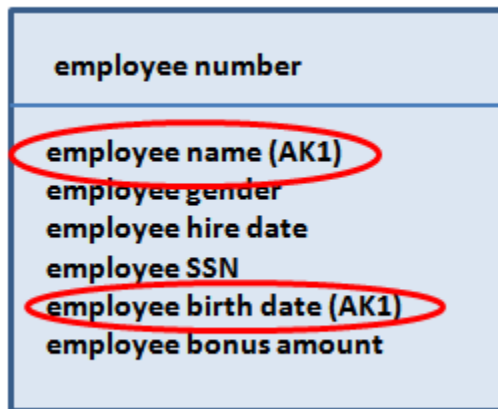 employee number
employee name (AK1)
employee gender
employee hire date
employee SSN
employee birth date (AK1)
employee bonus amount